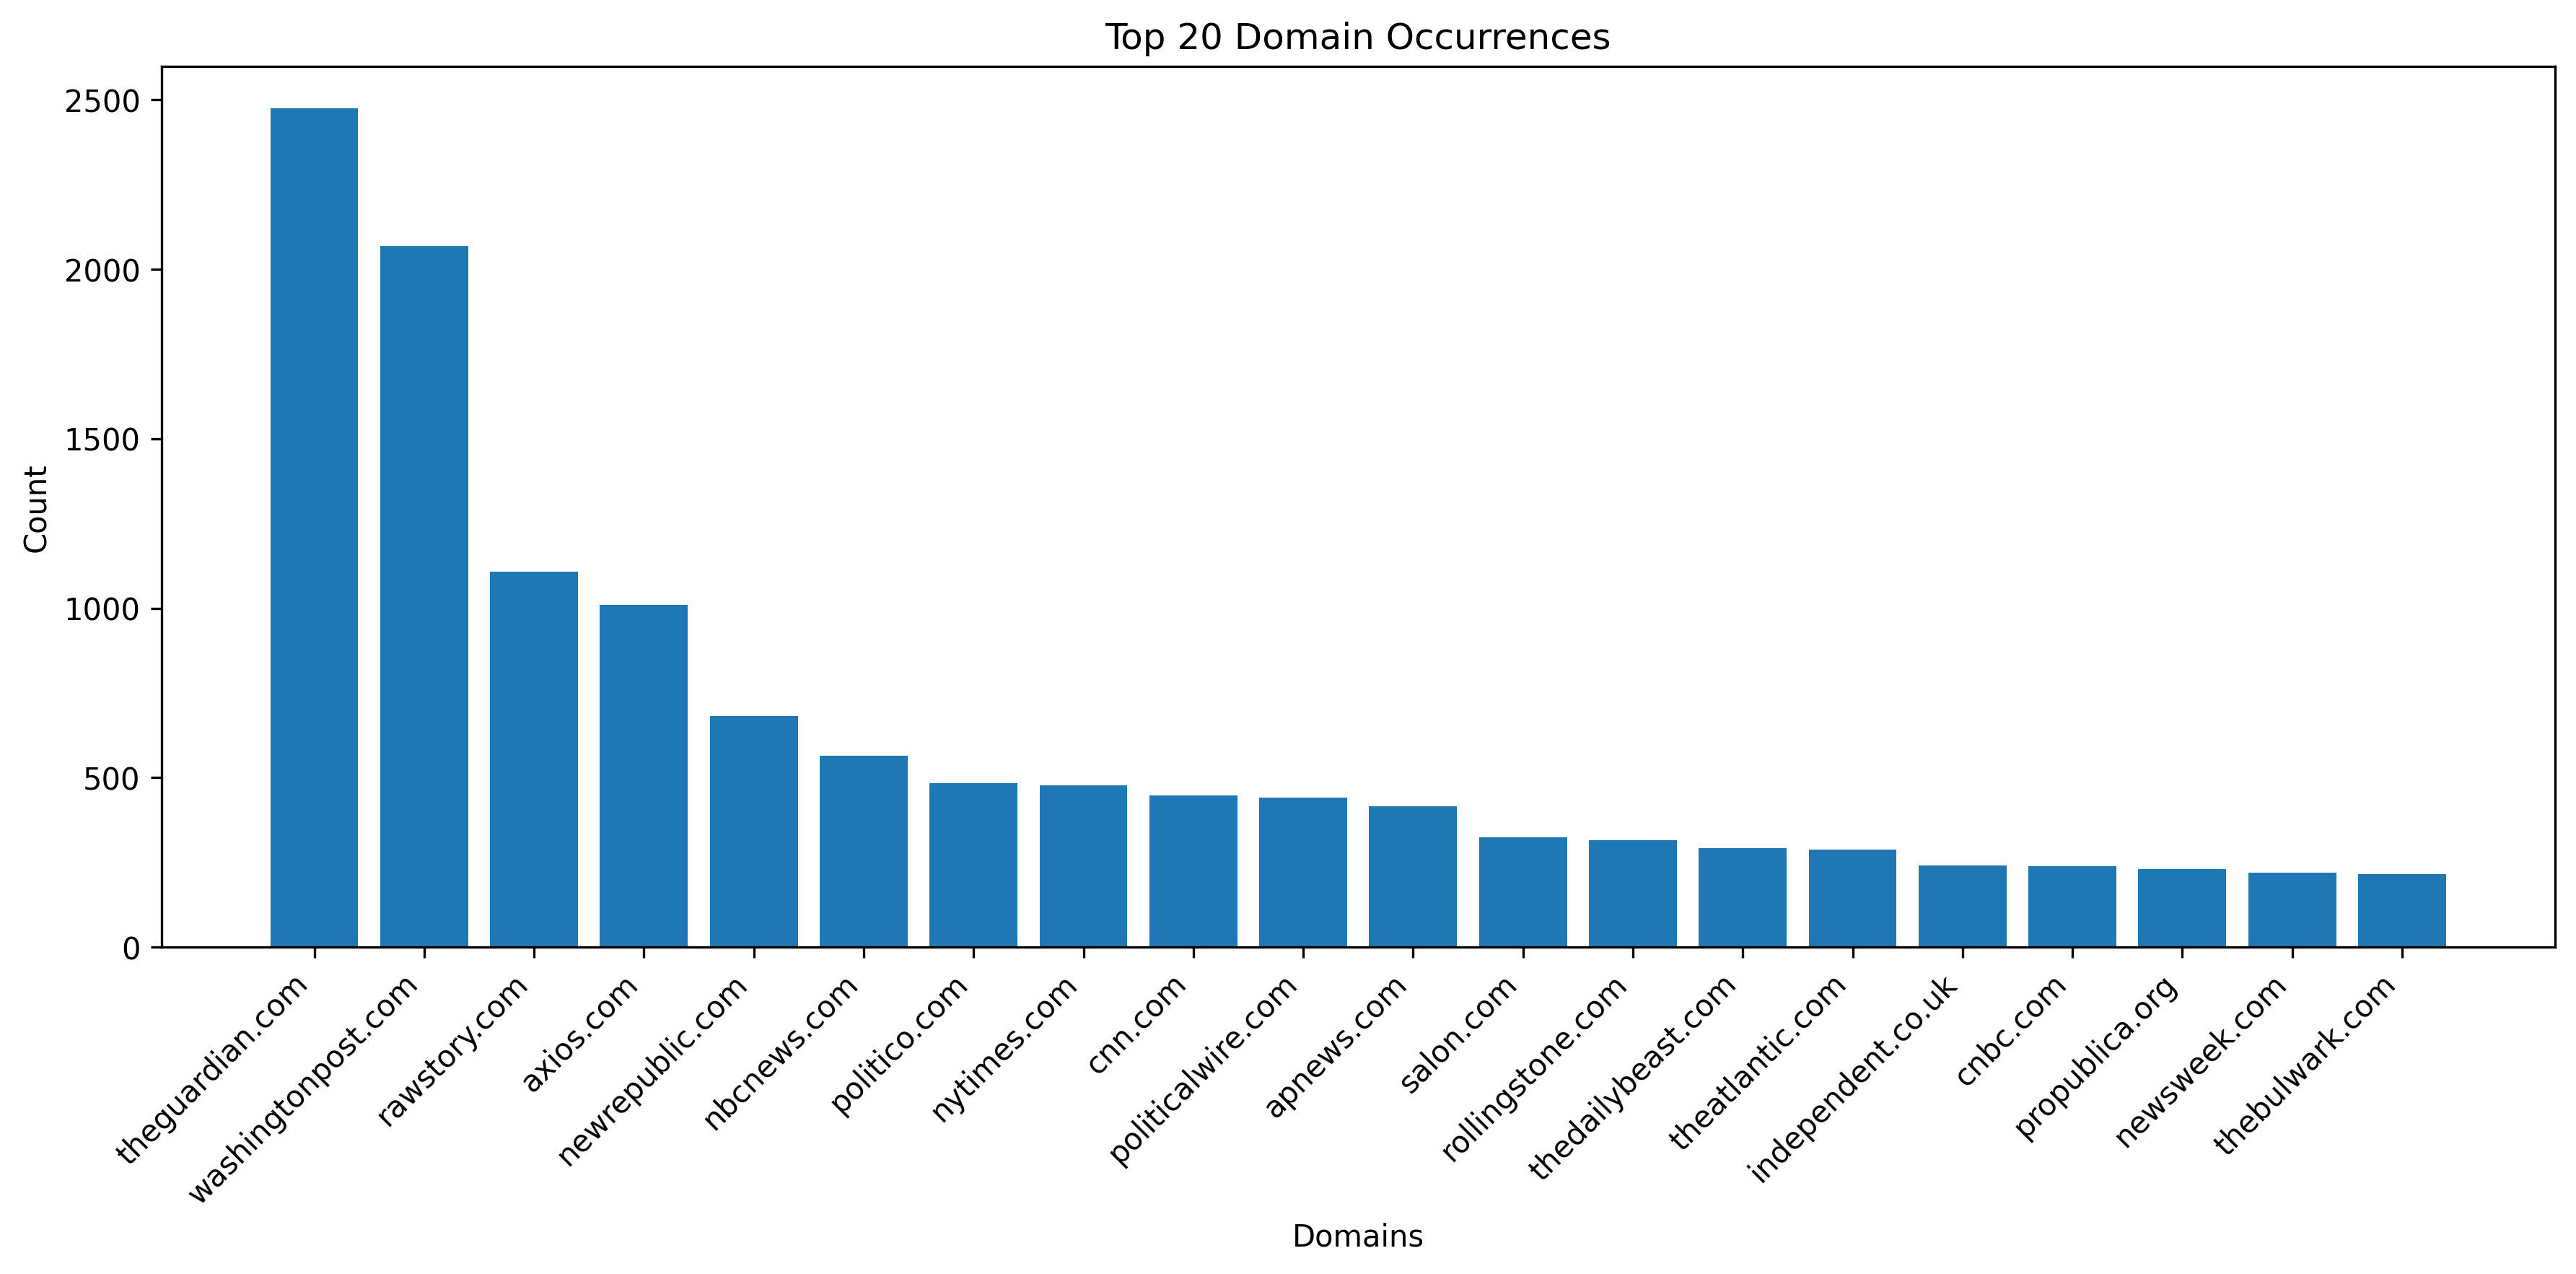 Top 20 Domain Occurrences
2500
2000
1500
1000
500
0
Count
theguardian.com
washingtonpost.com
rawstory.com
axios.com
newrepublic.com
nbcnews.com
politico.com
nytimes.com
cnn.com
politicalwire.com
apnews.com
salon.com
rollingstone.com
thedailybeast.com
theatlantic.com
independent.co.uk
cnbc.com
propublica.org
newsweek.com
thebulwark.com
Domains